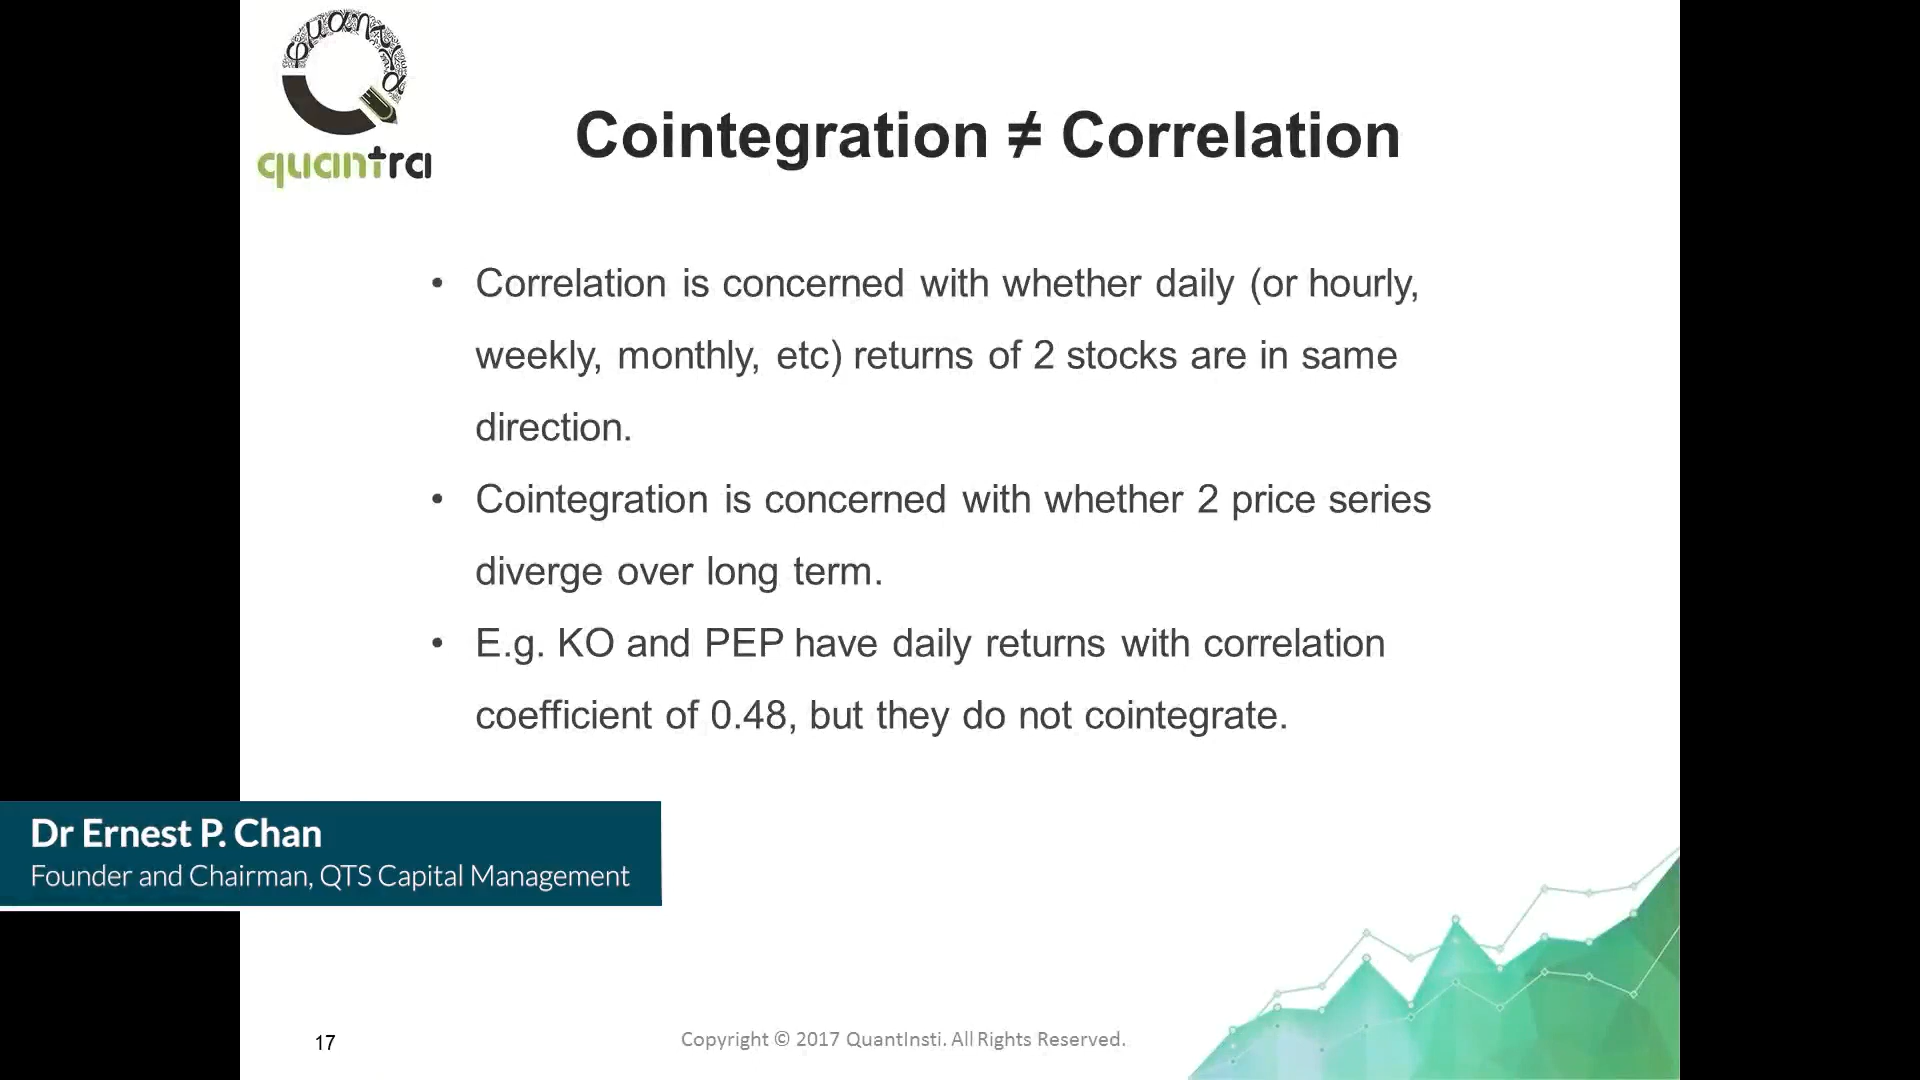 φμαητρα
quantra
Cointegration ≠ Correlation
• Correlation is concerned with whether daily (or hourly,
weekly, monthly, etc) returns of 2 stocks are in same
direction.
• Cointegration is concerned with whether 2 price series
diverge over long term.
• E.g. KO and PEP have daily returns with correlation
coefficient of 0.48, but they do not cointegrate.
Dr Ernest P. Chan
Founder and Chairman, QTS Capital Management
17
Copyright © 2017 QuantInsti. All Rights Reserved.